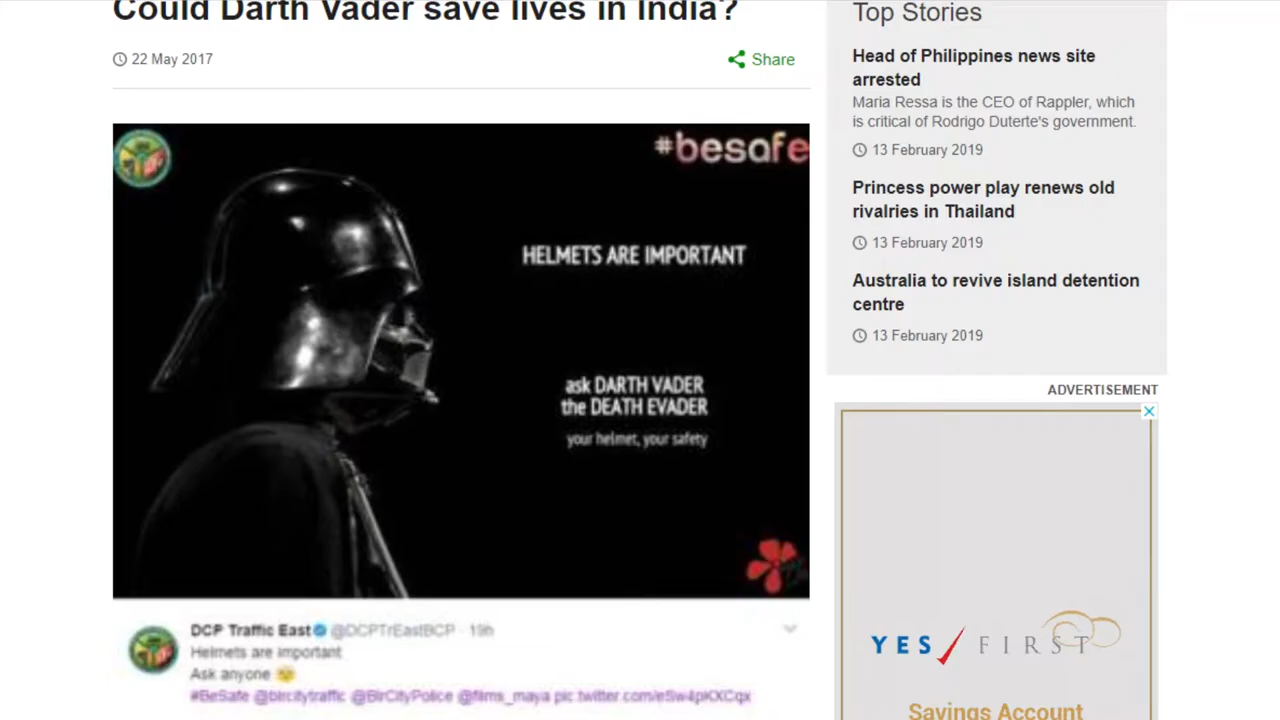 Could Darth Vader save lives in India?
22 May 2017
Share
#besafe
HELMETS ARE IMPORTANT
ask DARTH VADER
the DEATH EVADER
your helmet, your safety
DCP Traffic East @DCPTrEastBCP · 19h
Helmets are important
Ask anyone
#BeSafe @blrcitytraffic @BlrCityPolice @films_maya
Top Stories
Head of Philippines news site
arrested
Maria Ressa is the CEO of Rappler, which
is critical of Rodrigo Duterte's government.
13 February 2019
Princess power play renews old
rivalries in Thailand
13 February 2019
Australia to revive island detention
centre
13 February 2019
ADVERTISEMENT
YES FIRST
Savings Account